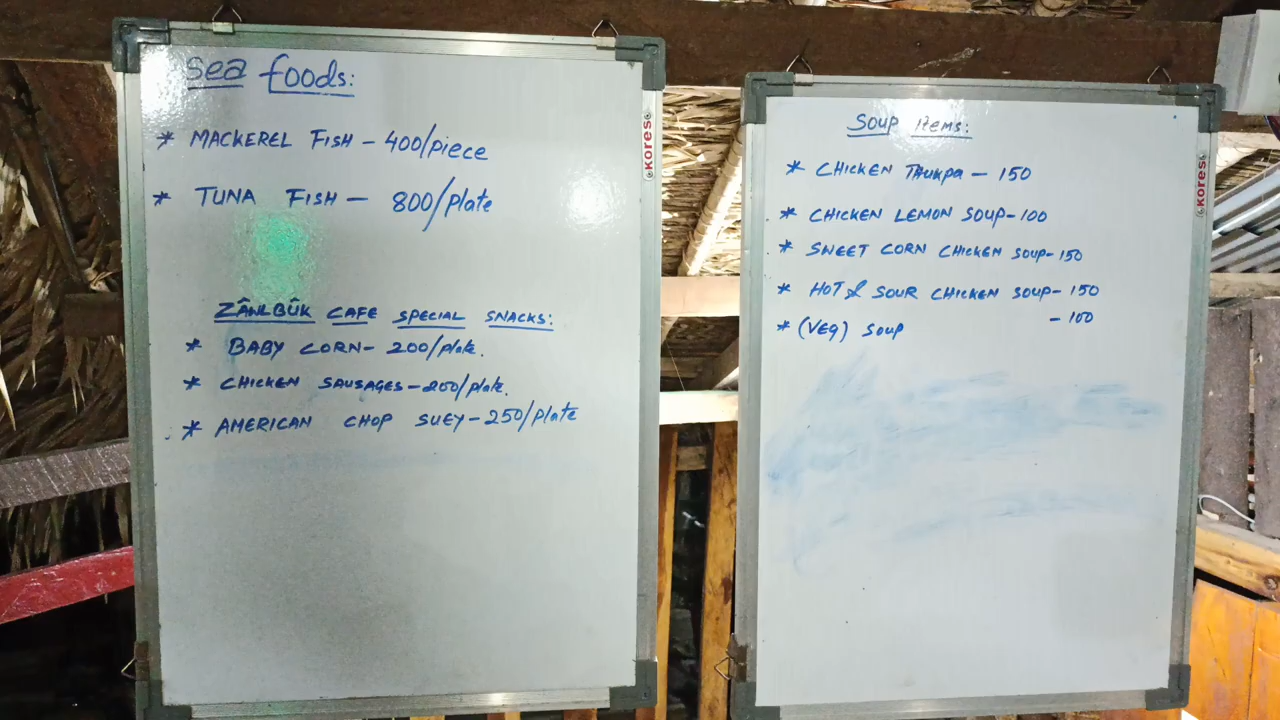 Sea foods:
* MACKEREL FISH - 400/piece
* TUNA FISH - 800/Plate
ZÂNLBÛK CAFE SPECIAL SNACKS:
* BABY CORN- 200/Plate.
* CHICKEN SAUSAGES-200/Plate.
* AMERICAN CHOP SUEY-250/Plate
KORES
Soup Items:
* CHICKEN Thukpa - 150
* CHICKEN LEMON SOUP-100
* SWEET CORN CHICKEN SOUP-150
* HOT & SOUR CHICKEN SOUP- 150
* (VEG) SOUP - 100
KORES